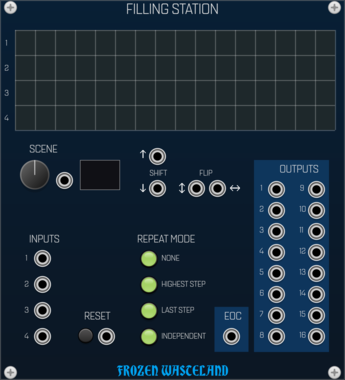 FILLING STATION
1
2
3
4
SCENE
↑
SHIFT
↓
FLIP
↕ ↔
OUTPUTS
1 9
2 10
3 11
4 12
5 13
6 14
7 15
8 16
INPUTS
1
2
3
4
RESET
REPEAT MODE
NONE
HIGHEST STEP
LAST STEP
INDEPENDENT
EOC
FROZEN WASTELAND